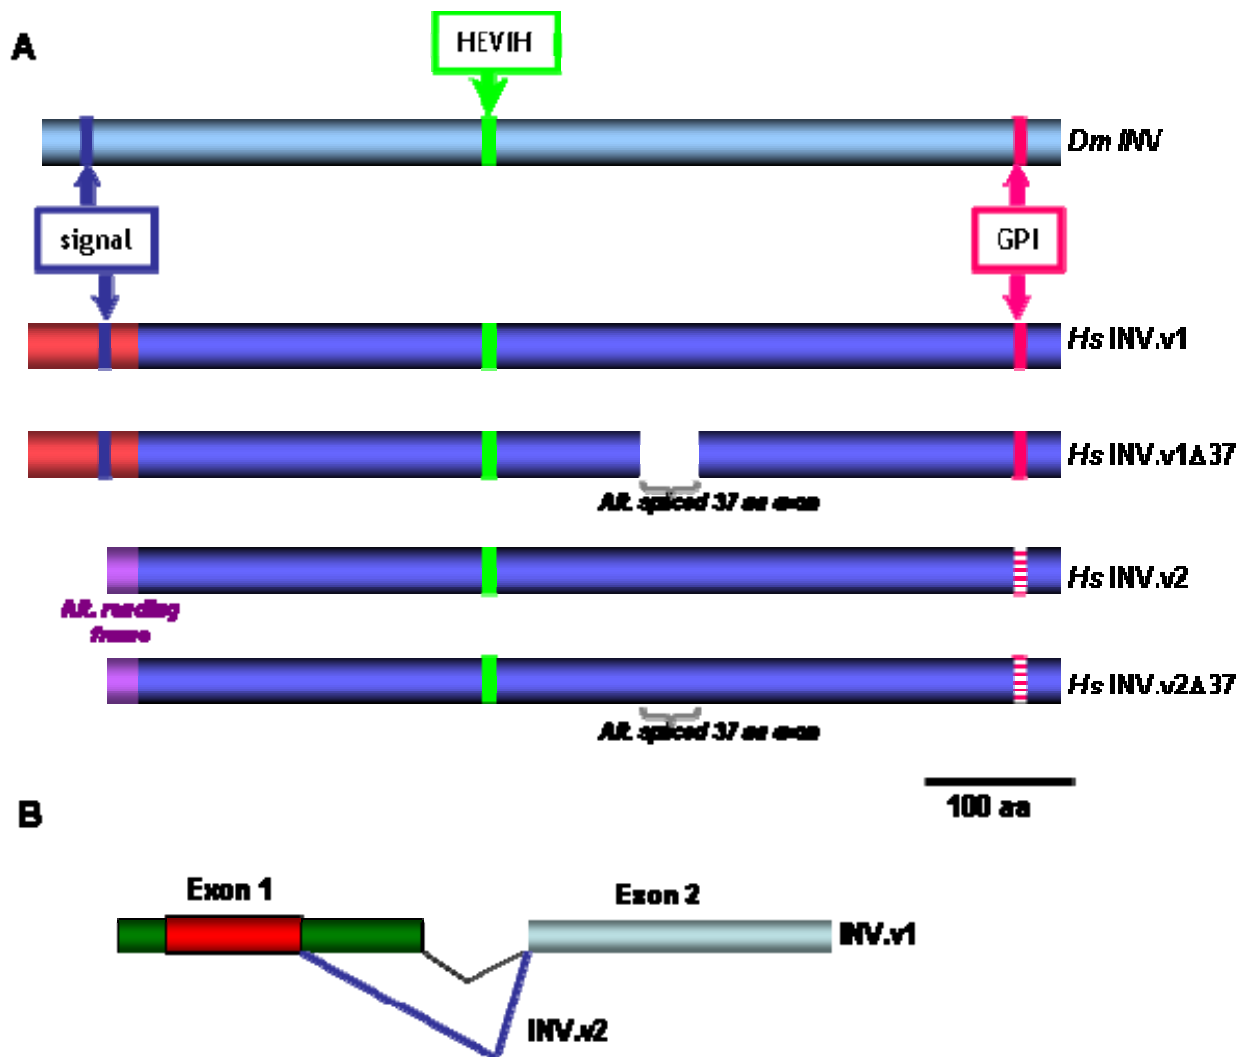 A
HEVIH
Dm INV
signal
GPI
Hs INV.v1
Hs INV.v1Δ37
Alt. spliced 37 aa exon
Hs INV.v2
Alt. reading
frame
Hs INV.v2Δ37
Alt. spliced 37 aa exon
100 aa
B
Exon 1
Exon 2
INV.v1
INV.v2